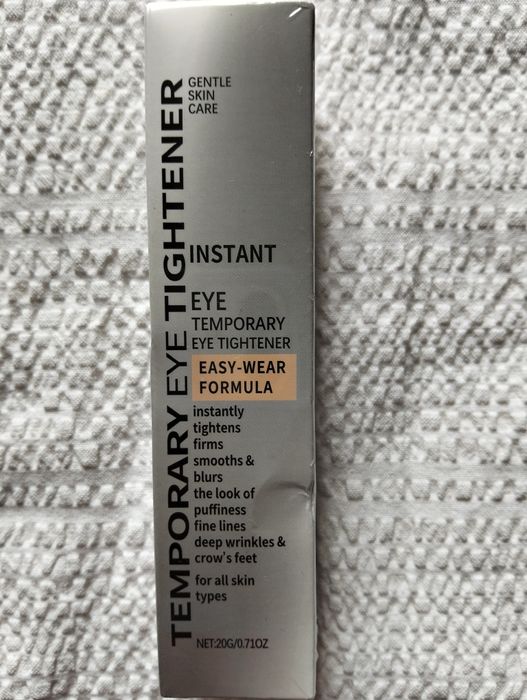 TEMPORARY EYE TIGHTENER
GENTLE
SKIN
CARE
INSTANT
EYE
TEMPORARY
EYE TIGHTENER
EASY-WEAR
FORMULA
instantly
tightens
firms
smooths &
blurs
the look of
puffiness
fine lines
deep wrinkles &
crow's feet
for all skin
types
NET:20G/0.71OZ